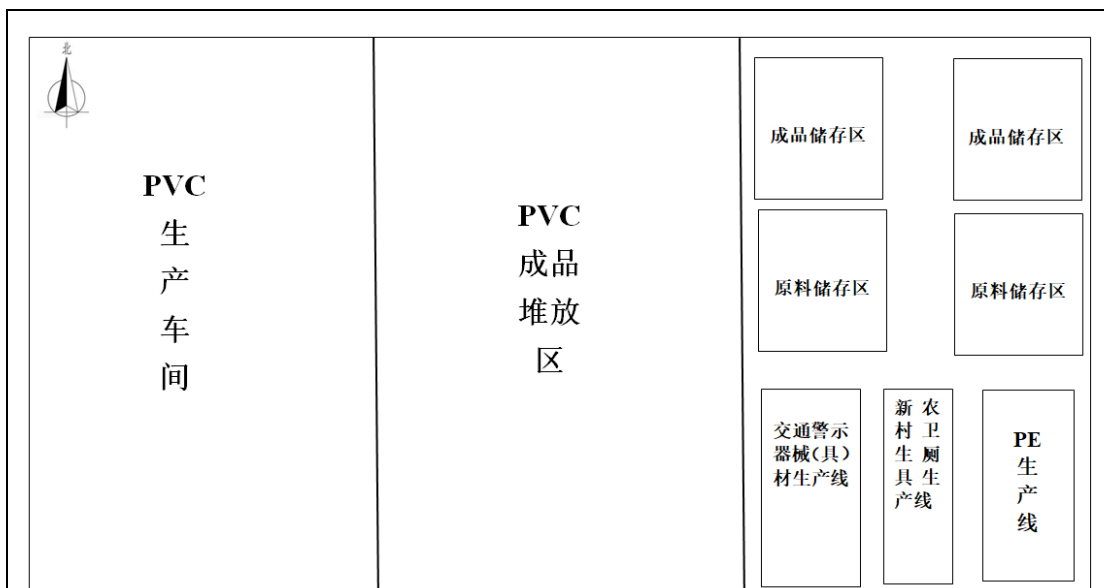 北
PVC
生
产
车
间
PVC
成品
堆放
区
成品储存区
成品储存区
原料储存区
原料储存区
交通警示
器械(具)
材生产线
新 农
村 卫
生 厕
具 生
产线
PE
生
产
线